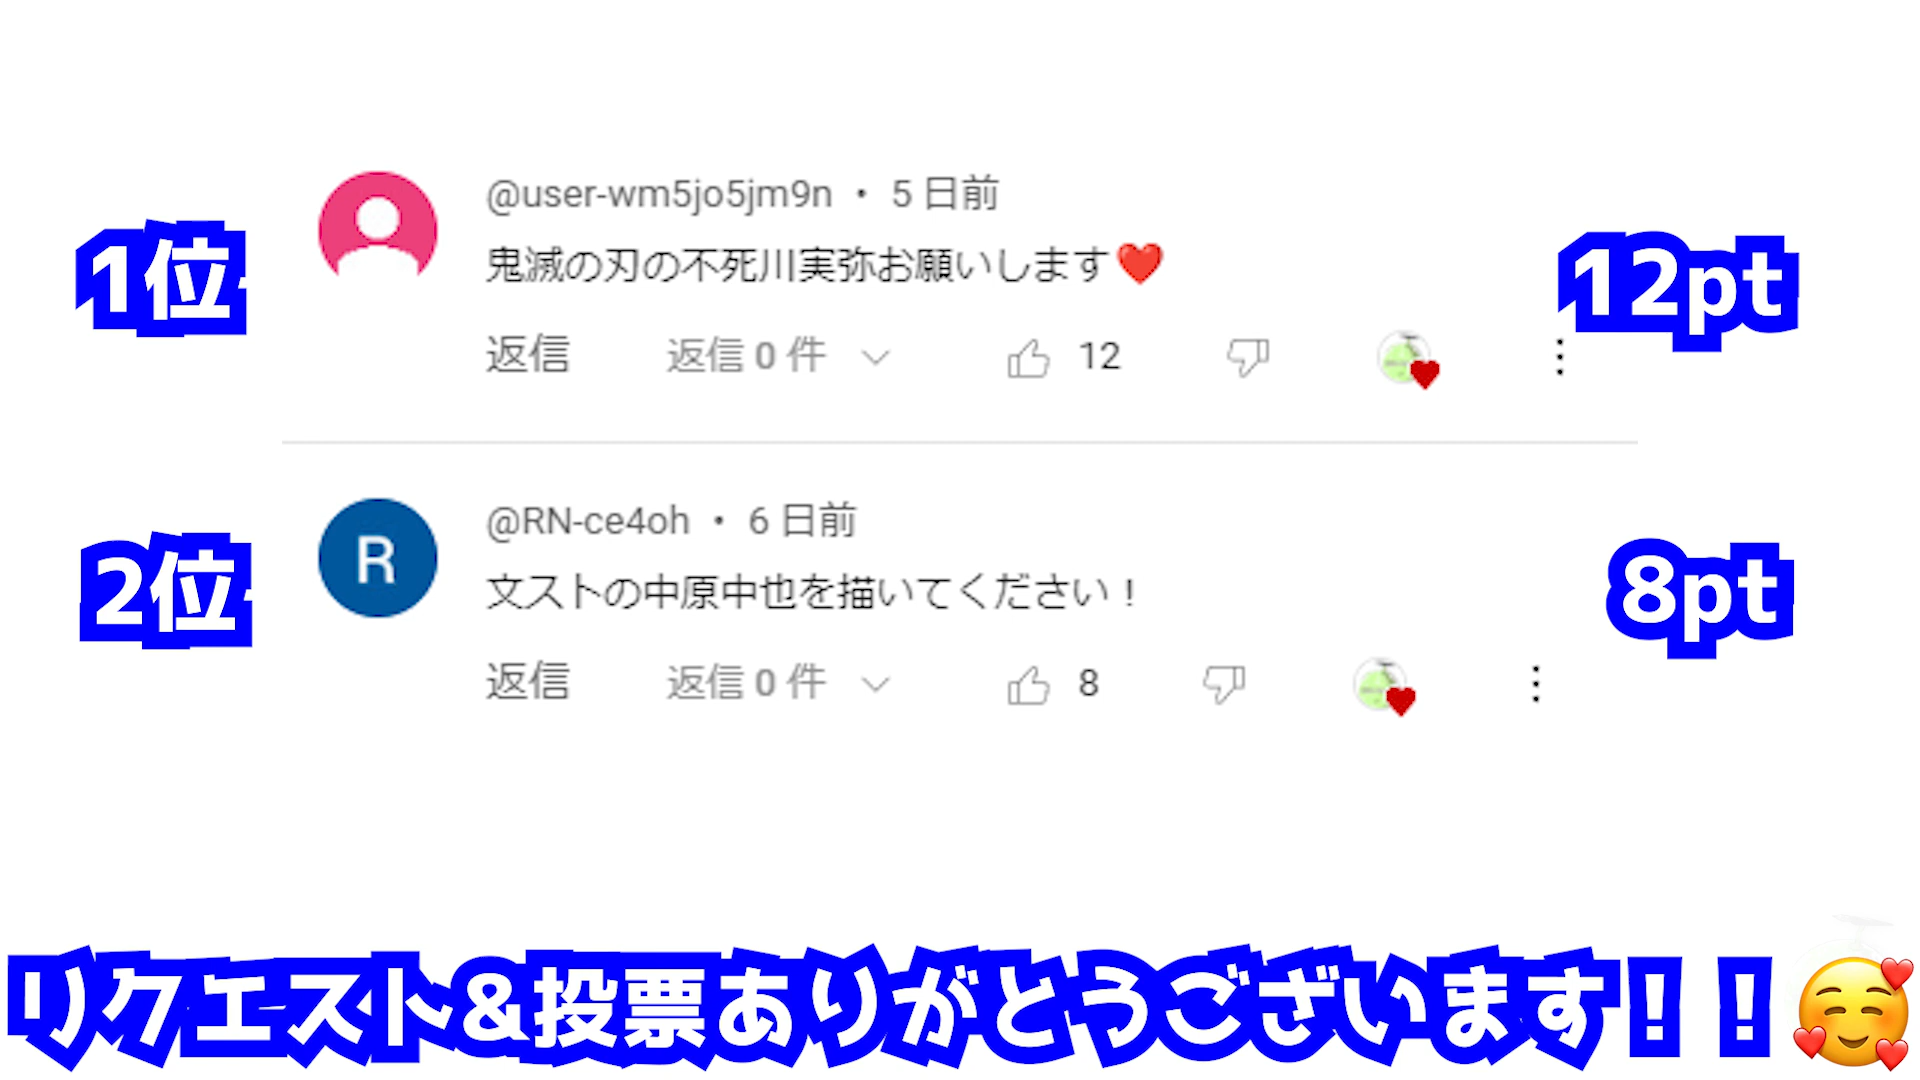 1位
@user-wm5jo5jm9n ・ 5 日前
鬼滅の刃の不死川実弥お願いします❤️
返信 返信 0 件 12
12pt
2位
R
@RN-ce4oh ・ 6 日前
文ストの中原中也を描いてください！
返信 返信 0 件 8
8pt
リクエスト&投票ありがとうございます！！🥰